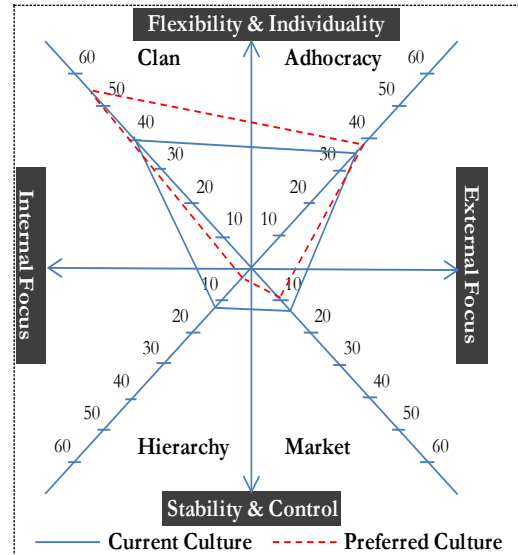 Flexibility & Individuality
Clan
Adhocracy
60
60
50
50
40
40
30
30
20
20
10
10
Internal Focus
External Focus
10
10
20
20
30
30
40
40
50
50
60
60
Hierarchy
Market
Stability & Control
Current Culture
Preferred Culture